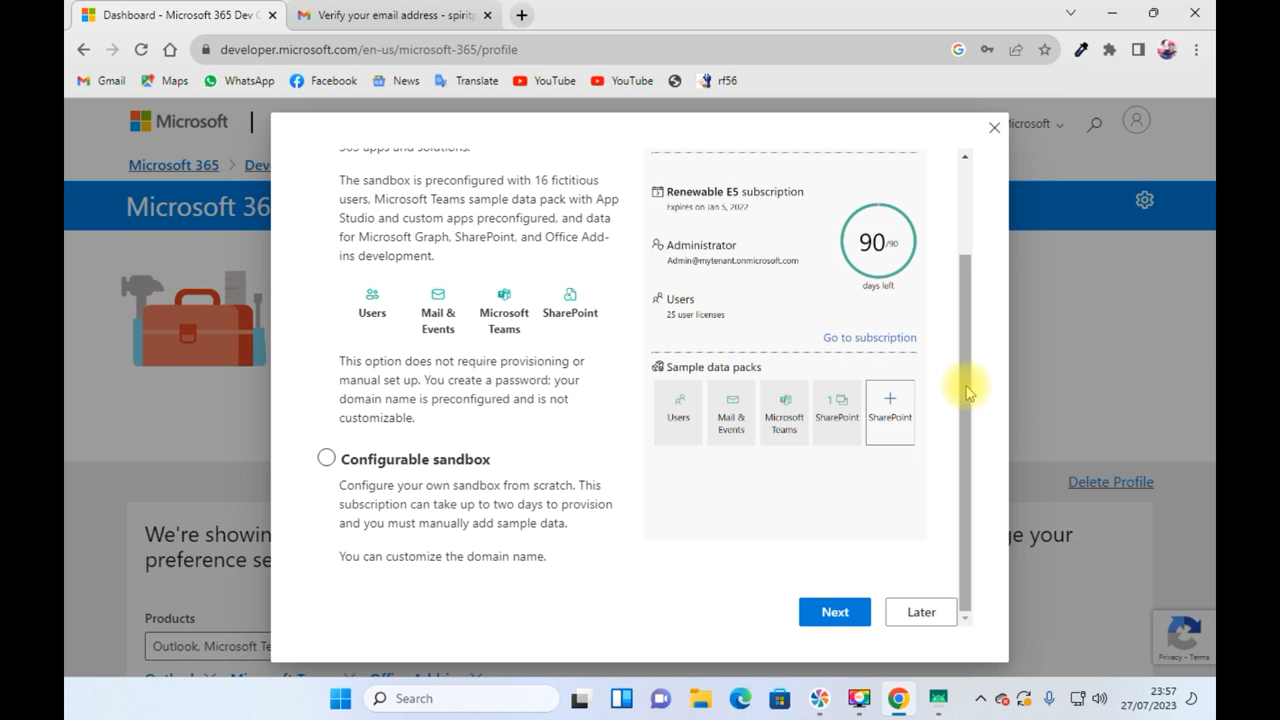 Dashboard - Microsoft 365 Dev C
Verify your email address - spirit
developer.microsoft.com/en-us/microsoft-365/profile
Gmail
Maps
WhatsApp
Facebook
News
Translate
YouTube
YouTube
rf56
Microsoft
icrosoft
Microsoft 365 > Dev
Microsoft 36
365 apps and solutions.
The sandbox is preconfigured with 16 fictitious
users, Microsoft Teams sample data pack with App
Studio and custom apps preconfigured, and data
for Microsoft Graph, SharePoint, and Office Add-
ins development.
Users
Mail &
Events
Microsoft
Teams
SharePoint
This option does not require provisioning or
manual set up. You create a password; your
domain name is preconfigured and is not
customizable.
Configurable sandbox
Configure your own sandbox from scratch. This
subscription can take up to two days to provision
and you must manually add sample data.
You can customize the domain name.
Renewable E5 subscription
Expires on Jan 5, 2022
Administrator
Admin@mytenant.onmicrosoft.com
Users
25 user licenses
90/90
days left
Go to subscription
Sample data packs
Users
Mail &
Events
Microsoft
Teams
1
SharePoint
+
SharePoint
Next
Later
Delete Profile
We're showin
ge your
preference se
Products
Outlook, Microsoft Te
Privacy - Terms
Search
23:57
27/07/2023